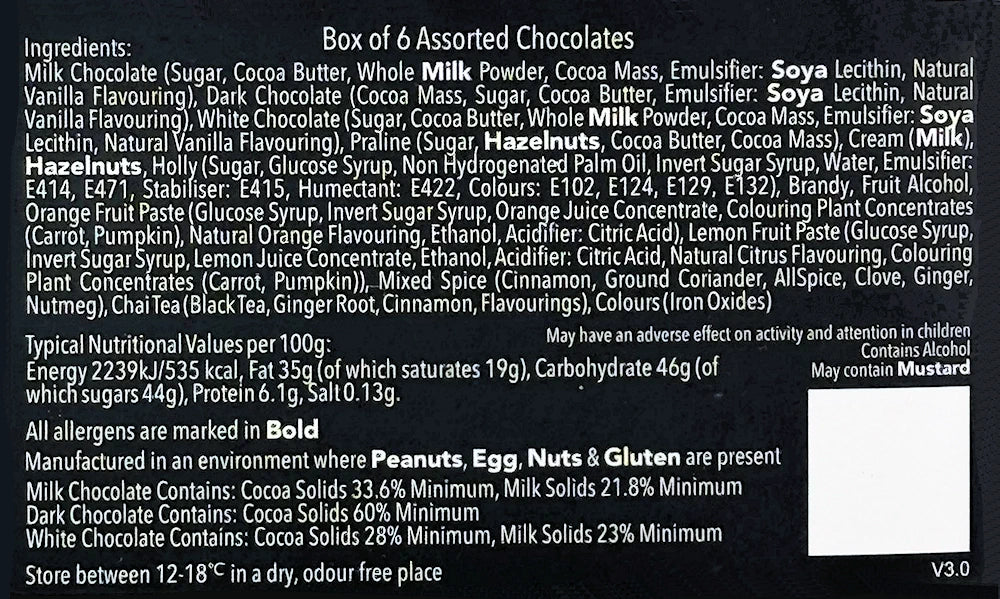 Box of 6 Assorted Chocolates
Ingredients:
Milk Chocolate (Sugar, Cocoa Butter, Whole Milk Powder, Cocoa Mass, Emulsifier: Soya Lecithin, Natural
Vanilla Flavouring), Dark Chocolate (Cocoa Mass, Sugar, Cocoa Butter, Emulsifier: Soya Lecithin, Natural
Vanilla Flavouring), White Chocolate (Sugar, Cocoa Butter, Whole Milk Powder, Cocoa Mass, Emulsifier: Soya
Lecithin, Natural Vanilla Flavouring), Praline (Sugar, Hazelnuts, Cocoa Butter, Cocoa Mass), Cream (Milk),
Hazelnuts, Holly (Sugar, Glucose Syrup, Non Hydrogenated Palm Oil, Invert Sugar Syrup, Water, Emulsifier:
E414, E471, Stabiliser: E415, Humectant: E422, Colours: E102, E124, E129, E132), Brandy, Fruit Alcohol,
Orange Fruit Paste (Glucose Syrup, Invert Sugar Syrup, Orange Juice Concentrate, Colouring Plant Concentrates
(Carrot, Pumpkin), Natural Orange Flavouring, Ethanol, Acidifier: Citric Acid), Lemon Fruit Paste (Glucose Syrup,
Invert Sugar Syrup, Lemon Juice Concentrate, Ethanol, Acidifier: Citric Acid, Natural Citrus Flavouring, Colouring
Plant Concentrates (Carrot, Pumpkin)), Mixed Spice (Cinnamon, Ground Coriander, AllSpice, Clove, Ginger,
Nutmeg), Chai Tea (Black Tea, Ginger Root, Cinnamon, Flavourings), Colours (Iron Oxides)
May have an adverse effect on activity and attention in children
Contains Alcohol
May contain Mustard
Typical Nutritional Values per 100g:
Energy 2239kJ/535 kcal, Fat 35g (of which saturates 19g), Carbohydrate 46g (of
which sugars 44g), Protein 6.1g, Salt 0.13g.
All allergens are marked in Bold
Manufactured in an environment where Peanuts, Egg, Nuts & Gluten are present
Milk Chocolate Contains: Cocoa Solids 33.6% Minimum, Milk Solids 21.8% Minimum
Dark Chocolate Contains: Cocoa Solids 60% Minimum
White Chocolate Contains: Cocoa Solids 28% Minimum, Milk Solids 23% Minimum
Store between 12-18°C in a dry, odour free place
V3.0